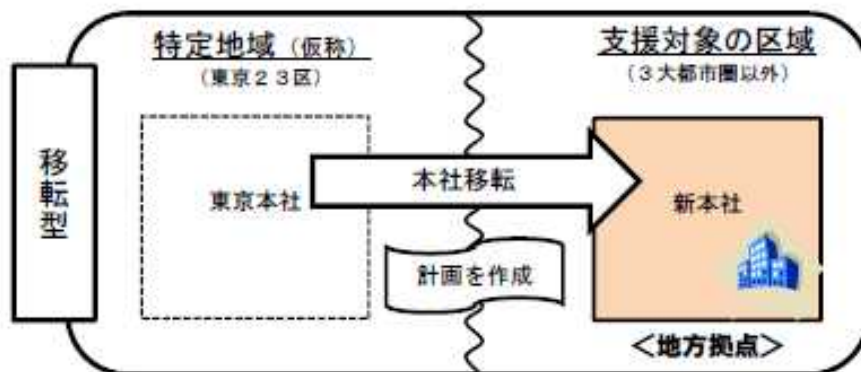 移転型
特定地域(仮称)
(東京23区)
東京本社
本社移転
計画を作成
支援対象の区域
(3大都市圏以外)
新本社
<地方拠点>